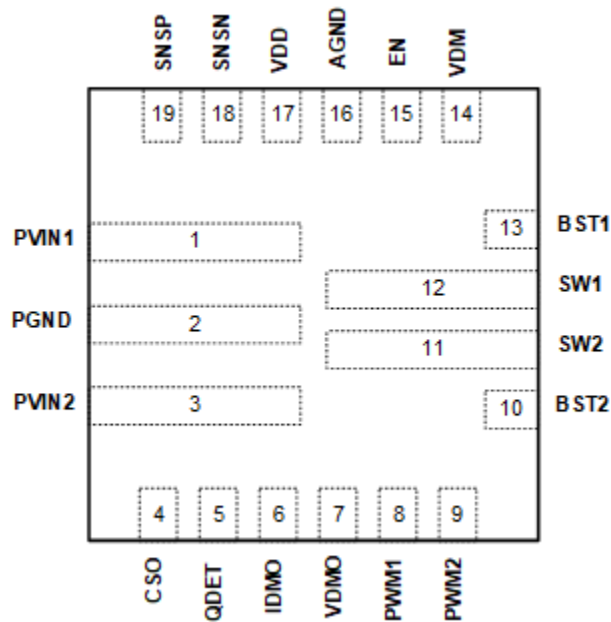 SNSP SNSN VDD AGND EN VDM
19 18 17 16 15 14
13 BST1
PVIN1 1
12 SW1
PGND 2
11 SW2
PVIN2 3
10 BST2
4 5 6 7 8 9
CSO QDET IDMO VDMO PWM1 PWM2